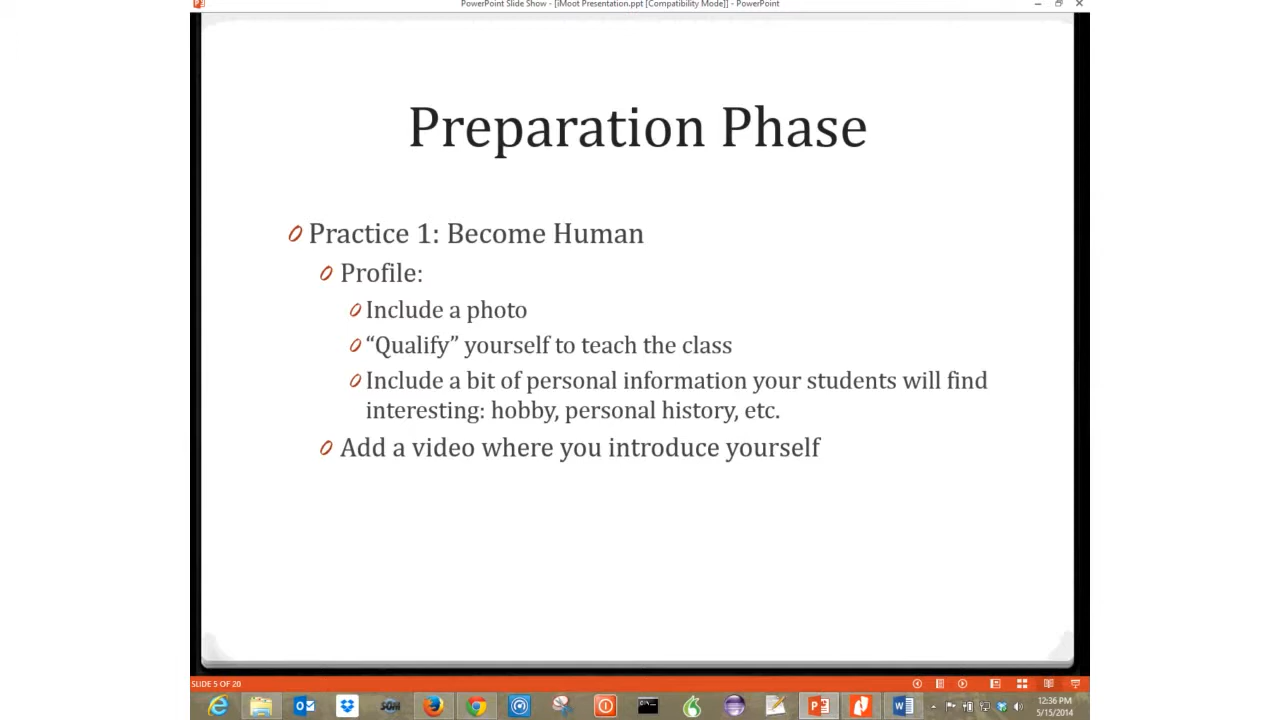 PowerPoint Slide Show - [iMoot Presentation.ppt [Compatibility Mode]] - PowerPoint
Preparation Phase
Practice 1: Become Human
Profile:
Include a photo
“Qualify” yourself to teach the class
Include a bit of personal information your students will find
interesting: hobby, personal history, etc.
Add a video where you introduce yourself
SLIDE 5 OF 20
12:36 PM
5/15/2014